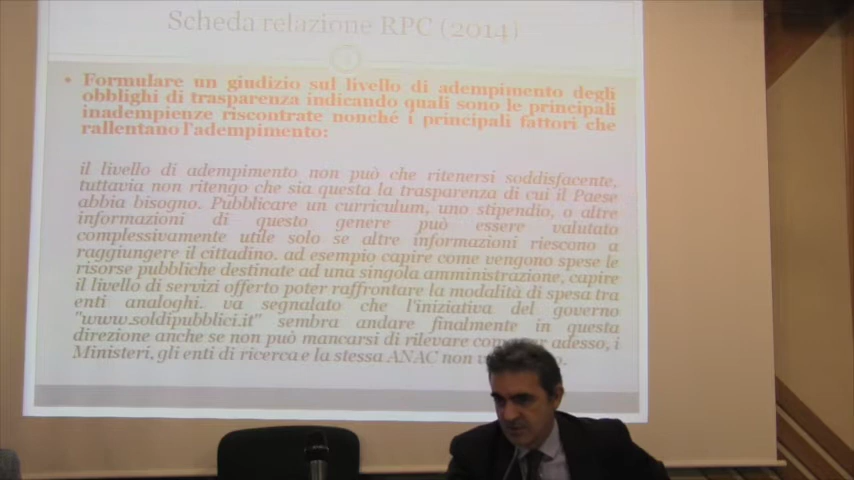 Scheda relazione RPC (2014)
• Formulare un giudizio sul livello di adempimento degli
obblighi di trasparenza indicando quali sono le principali
inadempienze riscontrate nonché i principali fattori che
rallentano l'adempimento:
il livello di adempimento non può che ritenersi soddisfacente,
tuttavia non ritengo che sia questa la trasparenza di cui il Paese
abbia bisogno. Pubblicare un curriculum, uno stipendio, o altre
informazioni di questo genere può essere valutato
complessivamente utile solo se altre informazioni riescono a
raggiungere il cittadino. ad esempio capire come vengono spese le
risorse pubbliche destinate ad una singola amministrazione, capire
il livello di servizi offerto poter raffrontare la modalità di spesa tra
enti analoghi. va segnalato che l'iniziativa del governo
"www.soldipubblici.it" sembra andare finalmente in questa
direzione anche se non può mancarsi di rilevare come per adesso, i
Ministeri, gli enti di ricerca e la stessa ANAC non